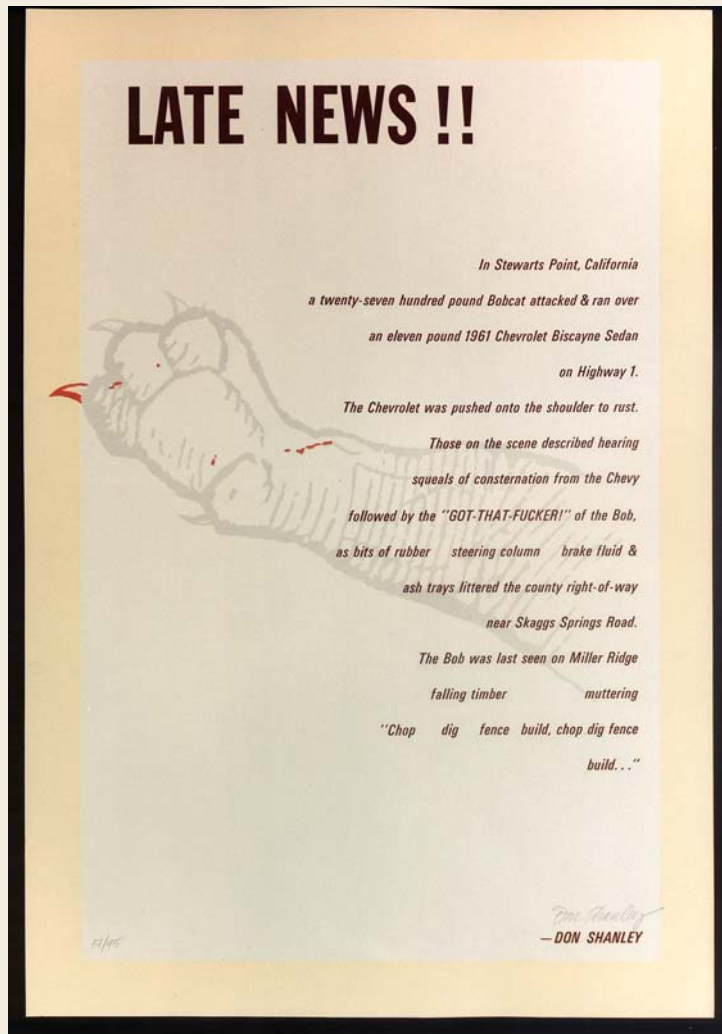 LATE NEWS !!
In Stewarts Point, California
a twenty-seven hundred pound Bobcat attacked & ran over
an eleven pound 1961 Chevrolet Biscayne Sedan
on Highway 1.
The Chevrolet was pushed onto the shoulder to rust.
Those on the scene described hearing
squeals of consternation from the Chevy
followed by the "GOT-THAT-FUCKER!" of the Bob,
as bits of rubber steering column brake fluid &
ash trays littered the county right-of-way
near Skaggs Springs Road.
The Bob was last seen on Miller Ridge
falling timber muttering
"Chop dig fence build, chop dig fence
build. . ."
Don Shanley
—DON SHANLEY